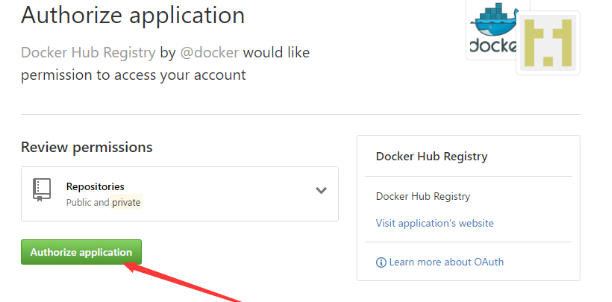 Authorize application
Docker Hub Registry by @docker would like
permission to access your account
docker
Review permissions
Repositories
Public and private
Authorize application
Docker Hub Registry
Docker Hub Registry
Visit application's website
Learn more about OAuth